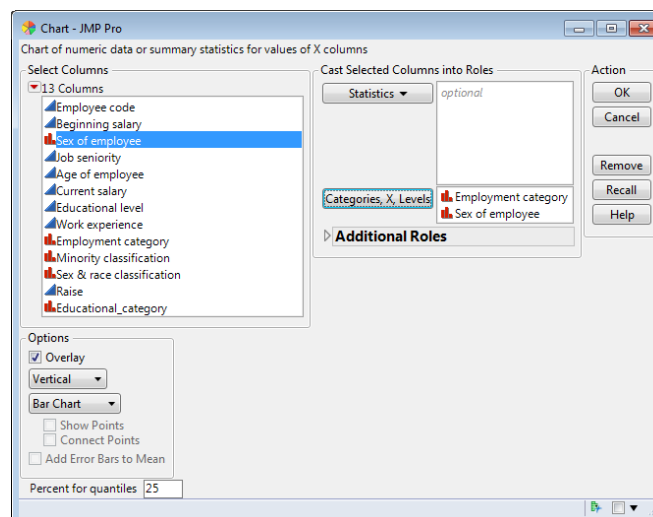 Chart - JMP Pro
Chart of numeric data or summary statistics for values of X columns
Select Columns
13 Columns
Employee code
Beginning salary
Sex of employee
Job seniority
Age of employee
Current salary
Educational level
Work experience
Employment category
Minority classification
Sex & race classification
Raise
Educational_category
Cast Selected Columns into Roles
Statistics
optional
Categories, X, Levels
Employment category
Sex of employee
Additional Roles
Action
OK
Cancel
Remove
Recall
Help
Options
Overlay
Vertical
Bar Chart
Show Points
Connect Points
Add Error Bars to Mean
Percent for quantiles 25